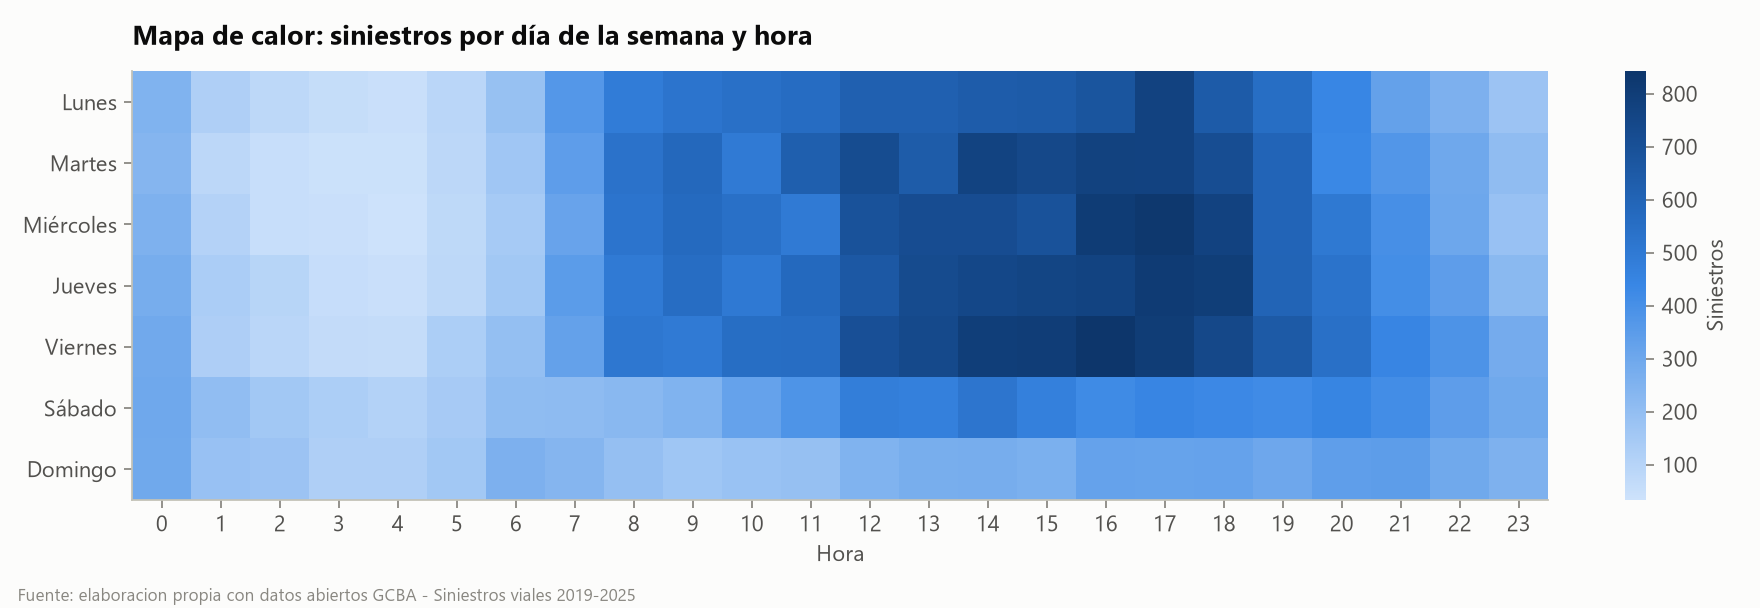 Mapa de calor: siniestros por día de la semana y hora
Lunes
Martes
Miércoles
Jueves
Viernes
Sábado
Domingo
0 1 2 3 4 5 6 7 8 9 10 11 12 13 14 15 16 17 18 19 20 21 22 23
Hora
800
700
600
500
400
300
200
100
Siniestros
Fuente: elaboracion propia con datos abiertos GCBA - Siniestros viales 2019-2025